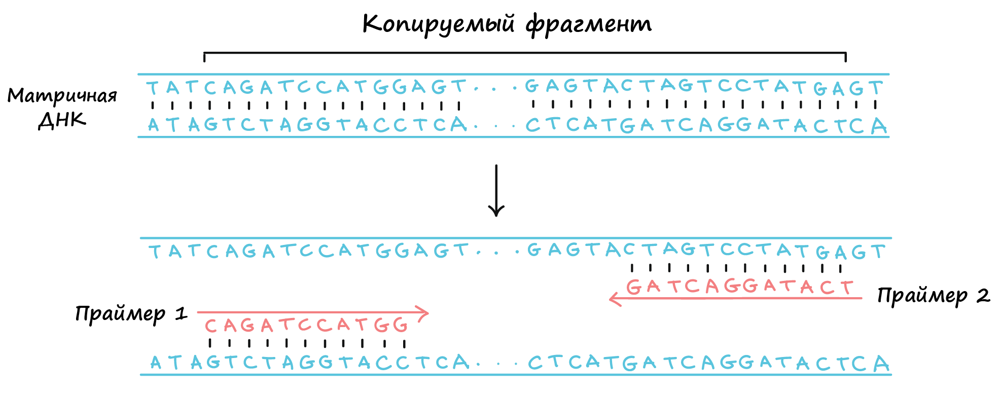 Копируемый фрагмент
TATCAGATCCATGGAGT...GAGTACTAGTCCTATGAGT
Матричная
ДНК
ATAGTCTAGGTACCTCA...CTCATGATCAGGATACTCA
TATCAGATCCATGGAGT...GAGTACTAGTCCTATGAGT
GATCAGGATACT
Праймер 2
Праймер 1
CAGATCCATGG
ATAGTCTAGGTACCTCA...CTCATGATCAGGATACTCA